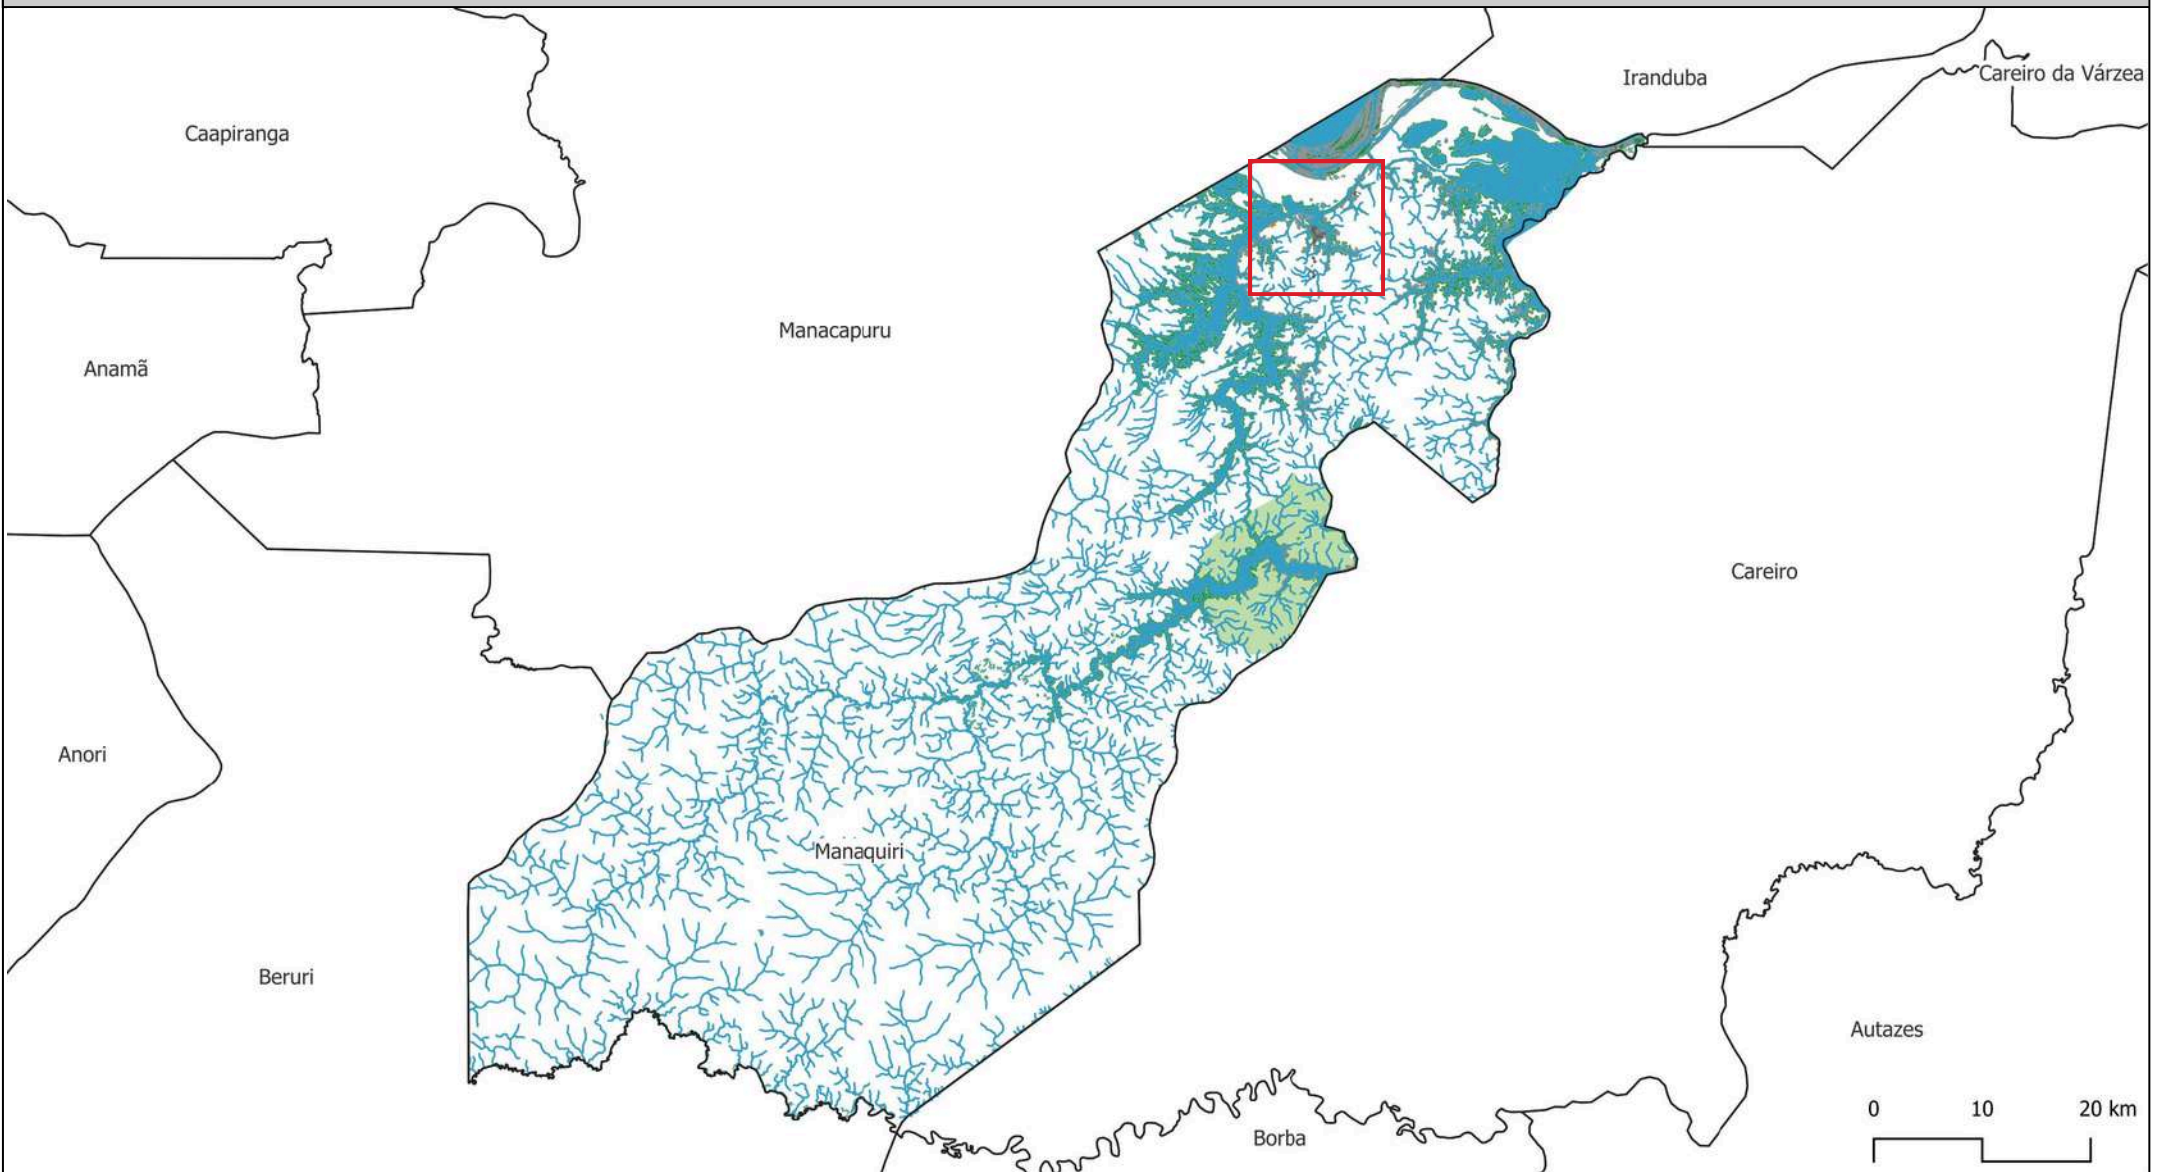 Careiro da Várzea
Iranduba
Caapiranga
Manacapuru
Anamã
Careiro
Anori
Manaquiri
Beruri
Autazes
0 10 20 km
Borba